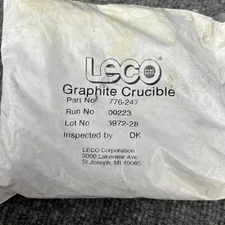 LECO
Graphite Crucible
Part No 776-247
Run No 00223
Lot No 3972-28
Inspected by DK
LECO Corporation
3000 Lakeview Ave
St Joseph, MI 49085